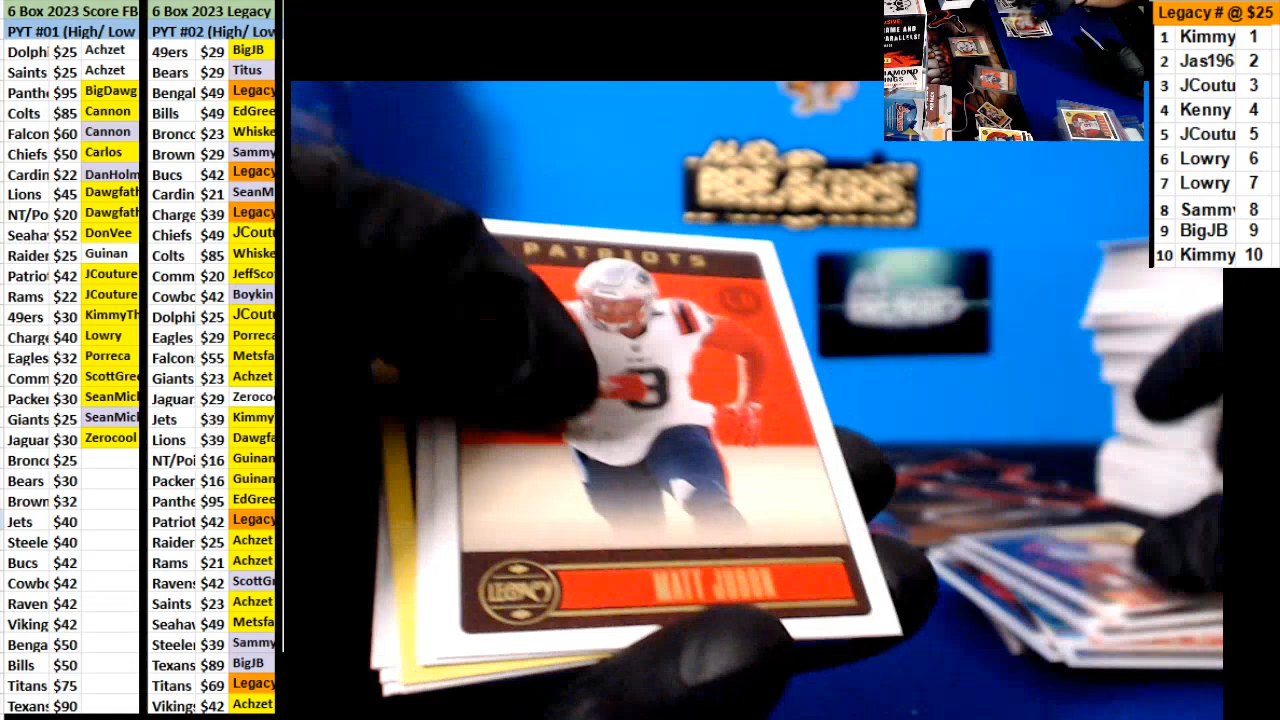 6 Box 2023 Score FB
PYT #01 (High/ Low
Dolphi $25 Achzet
Saints $25 Achzet
Panthe $95 BigDawg
Colts $85 Cannon
Falcon $60 Cannon
Chiefs $50 Carlos
Cardin $22 DanHolm
Lions $45 Dawgfath
NT/Po $20 Dawgfath
Seaha $52 DonVee
Raider $25 Guinan
Patriot $42 JCouture
Rams $22 JCouture
49ers $30 KimmyTh
Charge $40 Lowry
Eagles $32 Porreca
Comm $20 ScottGree
Packer $30 SeanMich
Giants $25 SeanMich
Jaguar $30 Zerocool
Bronco $25
Bears $30
Brown $32
Jets $40
Steele $40
Bucs $42
Cowbo $42
Raven $42
Viking $42
Benga $50
Bills $50
Titans $75
Texans $90
6 Box 2023 Legacy
PYT #02 (High/ Low
49ers $29 BigJB
Bears $29 Titus
Bengal $49 Legacy
Bills $49 EdGree
Bronco $23 Whiske
Brown $29 Sammy
Bucs $42 Legacy
Cardin $21 SeanM
Charge $39 Legacy
Chiefs $49 JCoutu
Colts $85 Whiske
Comm $20 JeffSco
Cowbo $42 Boykin
Dolphi $25 JCoutu
Eagles $29 Porreca
Falcon $55 Metsfa
Giants $23 Achzet
Jaguar $29 Zerocoo
Jets $39 Kimmy
Lions $39 Dawgfa
NT/Poi $16 Guinan
Packer $16 Guinan
Panthe $95 EdGree
Patriot $42 Legacy
Raider $25 Achzet
Rams $21 Achzet
Ravens $42 ScottGr
Saints $23 Achzet
Seahaw $49 Metsfa
Steeler $39 Sammy
Texans $89 BigJB
Titans $69 Legacy
Vikings $42 Achzet
BREAKERS
PATRIOTS
LEGACY
MATT JUDON
Legacy # @ $25
1 Kimmy 1
2 Jas196 2
3 JCoutu 3
4 Kenny 4
5 JCoutu 5
6 Lowry 6
7 Lowry 7
8 Samm 8
9 BigJB 9
10 Kimmy 10